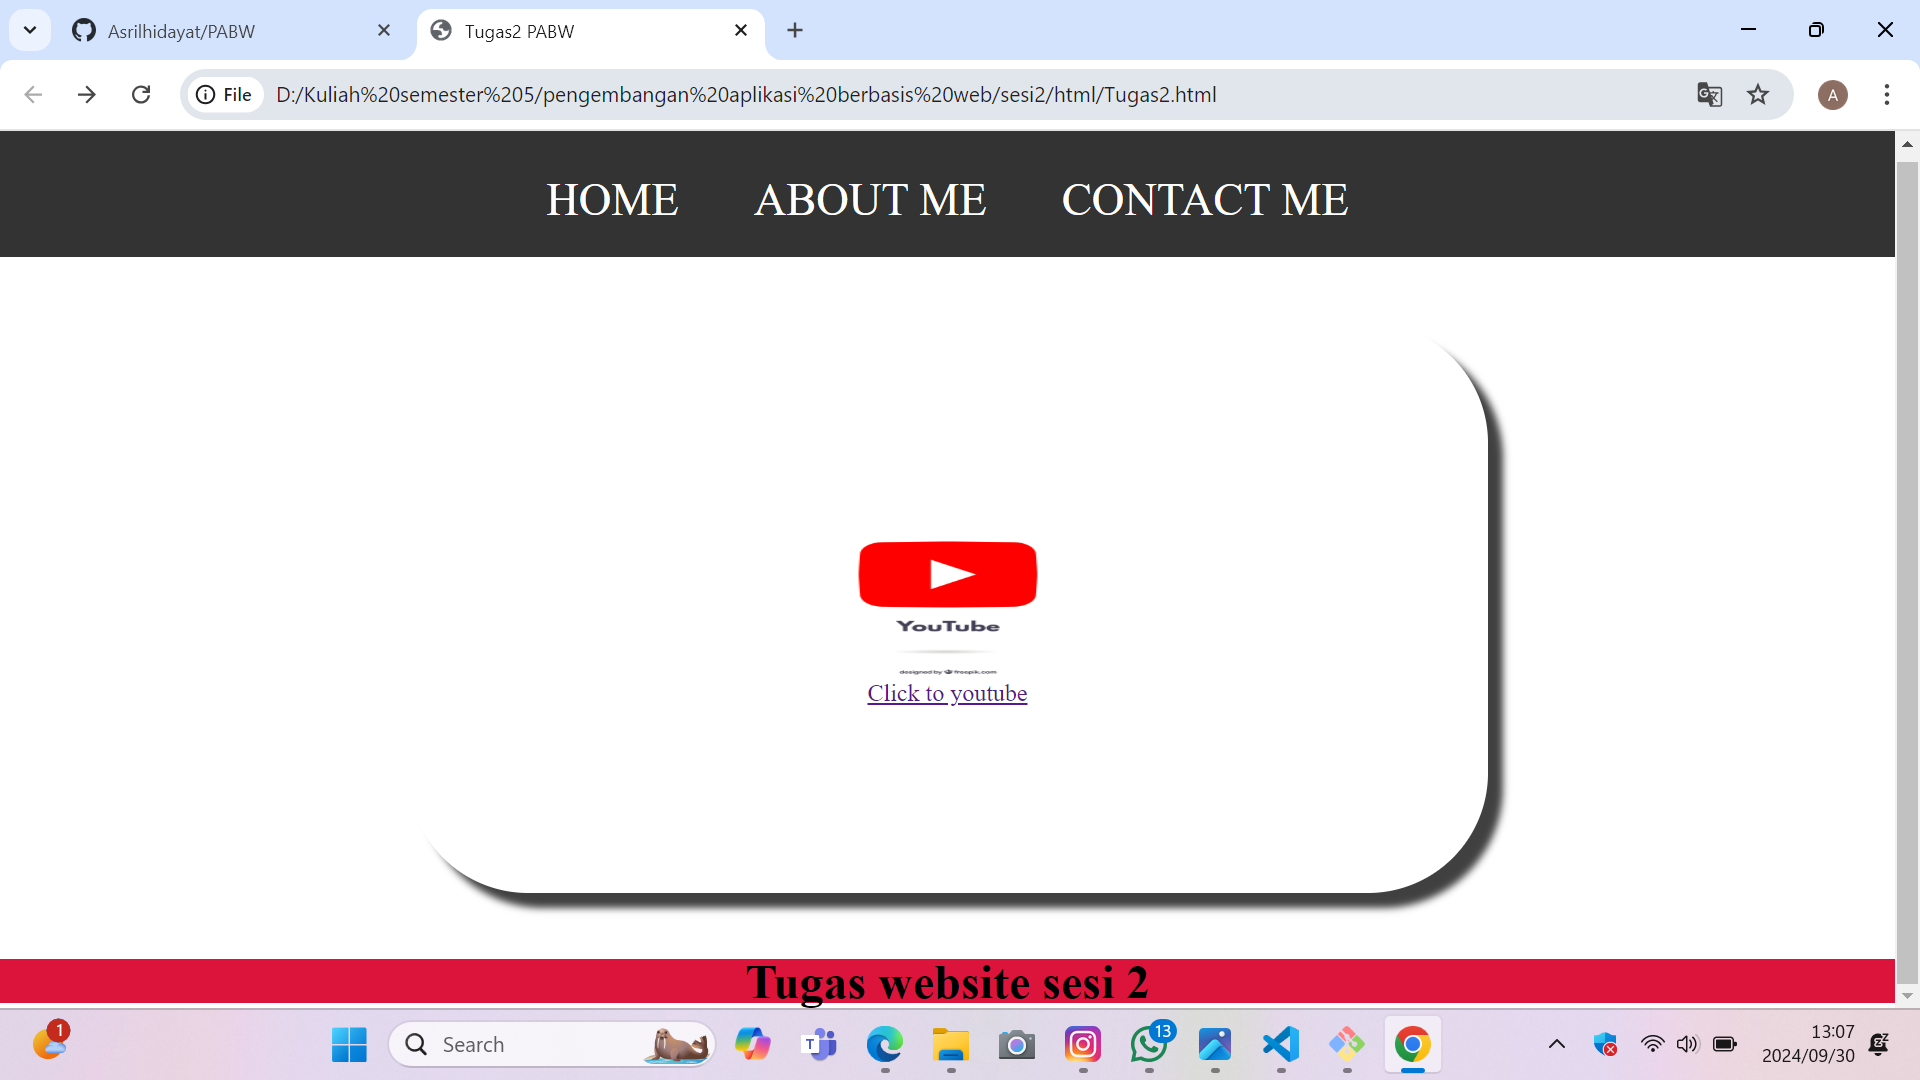 Asrilhidayat/PABW
Tugas2 PABW
File
D:/Kuliah%20semester%205/pengembangan%20aplikasi%20berbasis%20web/sesi2/html/Tugas2.html
A
HOME ABOUT ME CONTACT ME
YouTube
designed by freepik.com
Click to youtube
Tugas website sesi 2
1
Search
T
13
13:07
2024/09/30